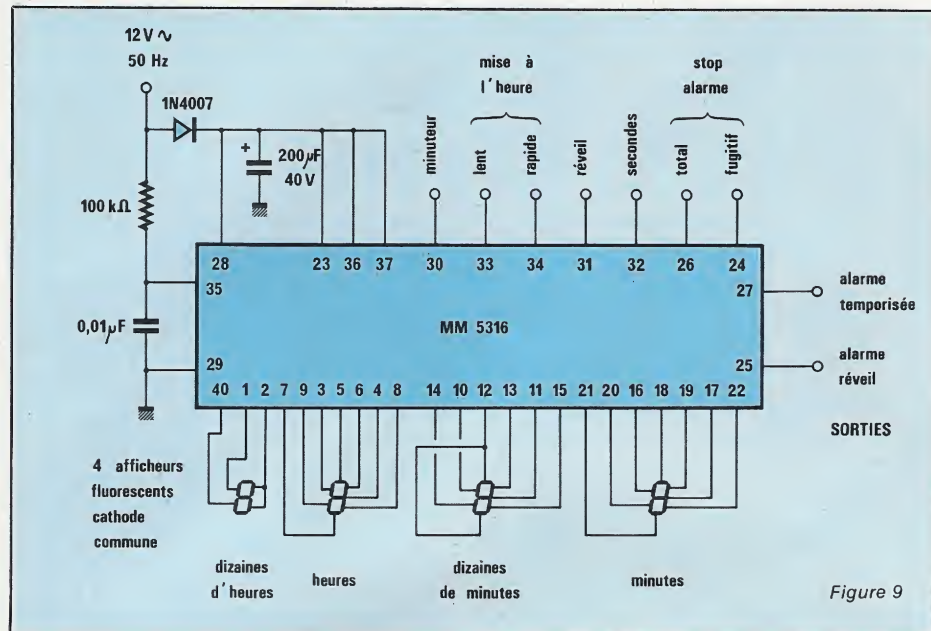 12 V ∿
50 Hz
1N4007
+
200 µF
40 V
100 kΩ
0,01 µF
mise à
l'heure
stop
alarme
minuteur
lent
rapide
réveil
secondes
total
fugitif
28 23 36 37 30 33 34 31 32 26 24
35
27
alarme
temporisée
MM 5316
29
25
alarme
réveil
40 1 2 7 9 3 5 6 4 8 14 10 12 13 11 15 21 20 16 18 19 17 22
SORTIES
4 afficheurs
fluorescents
cathode
commune
dizaines
d'heures
heures
dizaines
de minutes
minutes
Figure 9